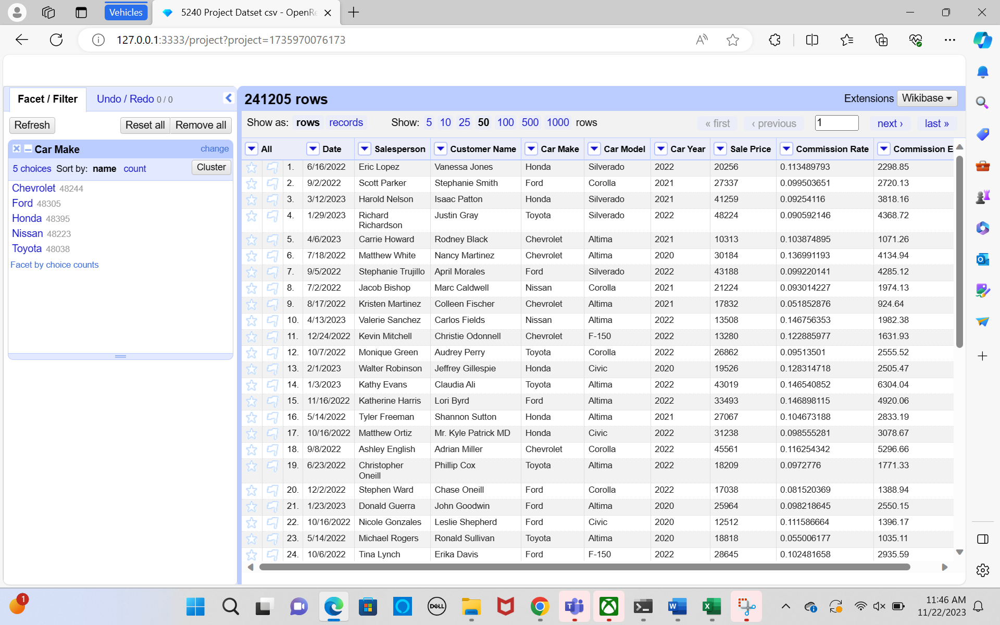 Vehicles
5240 Project Datset csv - OpenRe
127.0.0.1:3333/project?project=1735970076173
Facet / Filter
Undo / Redo 0 / 0
Refresh
Reset all
Remove all
Car Make
change
5 choices Sort by: name count
Cluster
Chevrolet 48244
Ford 48305
Honda 48395
Nissan 48223
Toyota 48038
Facet by choice counts
241205 rows
Extensions
Wikibase
Show as: rows records
Show: 5 10 25 50 100 500 1000 rows
« first
‹ previous
1
next ›
last »
All Date Salesperson Customer Name Car Make Car Model Car Year Sale Price Commission Rate Commission E
1. 6/16/2022 Eric Lopez Vanessa Jones Honda Silverado 2022 20256 0.113489793 2298.85
2. 9/2/2022 Scott Parker Stephanie Smith Ford Corolla 2021 27337 0.099503651 2720.13
3. 3/12/2023 Harold Nelson Isaac Patton Honda Silverado 2021 41259 0.09254116 3818.16
4. 1/29/2023 Richard Justin Gray Toyota Silverado 2022 48224 0.090592146 4368.72
Richardson
5. 4/6/2023 Carrie Howard Rodney Black Chevrolet Altima 2021 10313 0.103874895 1071.26
6. 7/18/2022 Matthew White Nancy Martinez Chevrolet Altima 2020 30184 0.136991193 4134.94
7. 9/5/2022 Stephanie Trujillo April Morales Ford Silverado 2022 43188 0.099220141 4285.12
8. 7/2/2022 Jacob Bishop Marc Caldwell Nissan Corolla 2021 21224 0.093014227 1974.13
9. 8/17/2022 Kristen Martinez Colleen Fischer Chevrolet Altima 2021 17832 0.051852876 924.64
10. 4/13/2023 Valerie Sanchez Carlos Fields Nissan Altima 2022 13508 0.146756353 1982.38
11. 12/24/2022 Kevin Mitchell Christie Odonnell Chevrolet F-150 2022 13280 0.122885977 1631.93
12. 10/7/2022 Monique Green Audrey Perry Toyota Corolla 2022 26862 0.09513501 2555.52
13. 2/1/2023 Walter Robinson Jeffrey Gillespie Honda Civic 2020 19526 0.128314718 2505.47
14. 1/3/2023 Kathy Evans Claudia Ali Toyota Altima 2022 43019 0.146540852 6304.04
15. 11/16/2022 Katherine Harris Lori Byrd Ford Altima 2022 33493 0.146898115 4920.06
16. 5/14/2022 Tyler Freeman Shannon Sutton Honda Altima 2021 27067 0.104673188 2833.19
17. 10/16/2022 Matthew Ortiz Mr. Kyle Patrick MD Honda Civic 2022 31238 0.098555281 3078.67
18. 9/8/2022 Ashley English Adrian Miller Chevrolet Corolla 2022 45561 0.116254342 5296.66
19. 6/23/2022 Christopher Phillip Cox Toyota Altima 2022 18209 0.0972776 1771.33
Oneill
20. 12/2/2022 Stephen Ward Chase Oneill Ford Corolla 2022 17038 0.081520369 1388.94
21. 1/23/2023 Donald Guerra John Goodwin Ford Altima 2020 25964 0.098218645 2550.15
22. 10/16/2022 Nicole Gonzales Leslie Shepherd Ford Civic 2020 12512 0.111586664 1396.17
23. 5/14/2022 Michael Rogers Ronald Sullivan Toyota Altima 2020 18818 0.055006177 1035.11
24. 10/6/2022 Tina Lynch Erika Davis Ford F-150 2022 28645 0.102481658 2935.59
1
DELL
11:46 AM
11/22/2023